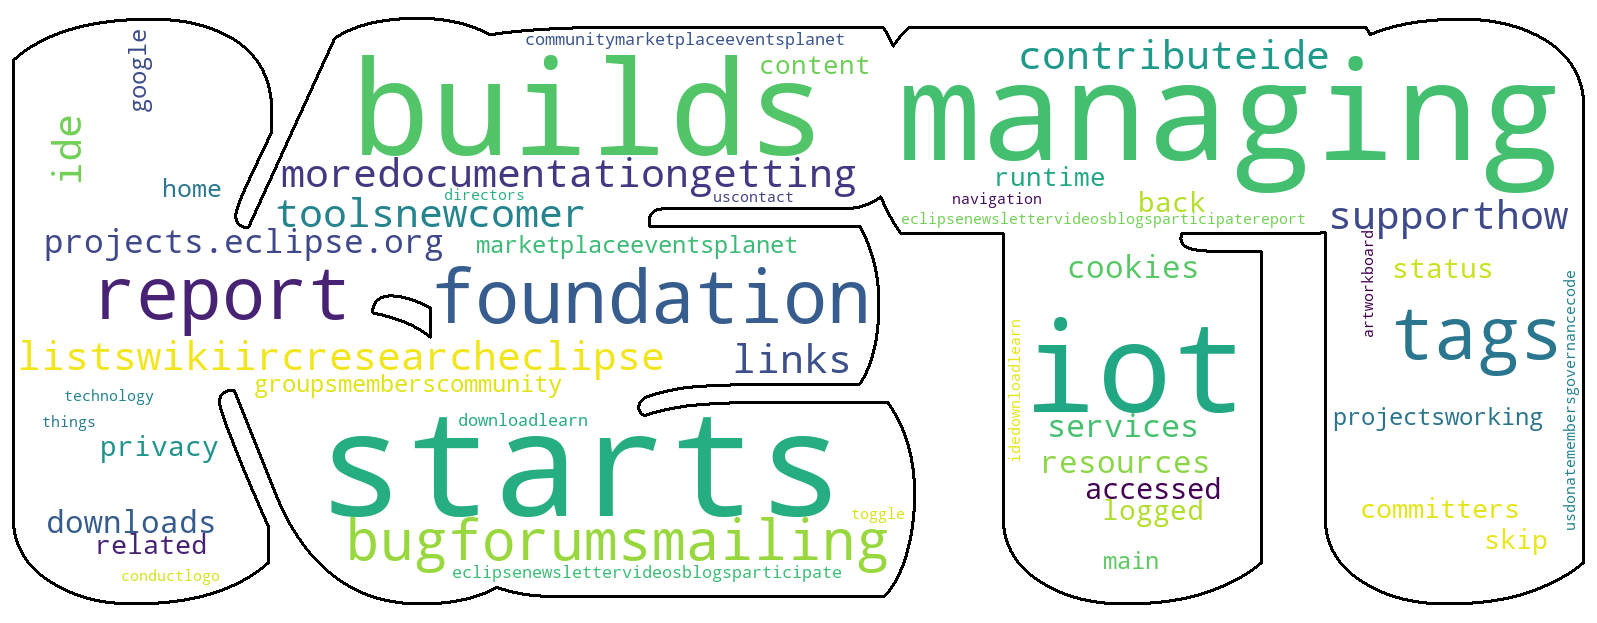 google
ide
home
communitymarketplaceeventsplanet
content
builds
moredocumentationgetting
directors
uscontact
toolsnewcomer
projects.eclipse.org
marketplaceeventsplanet
report
foundation
listswikiircresearcheclipse
links
groupsmemberscommunity
technology
things
privacy
downloadlearn
starts
downloads
related
conductlogo
toggle
bugforumsmailing
eclipsenewslettervideosblogsparticipate
contributeide
managing
runtime
navigation
back
eclipsenewslettervideosblogsparticipatereport
supporthow
cookies
artworkboard
status
iot
idedownloadlearn
tags
usdonatemembersgovernancecode
services
projectsworking
resources
accessed
logged
committers
skip
main